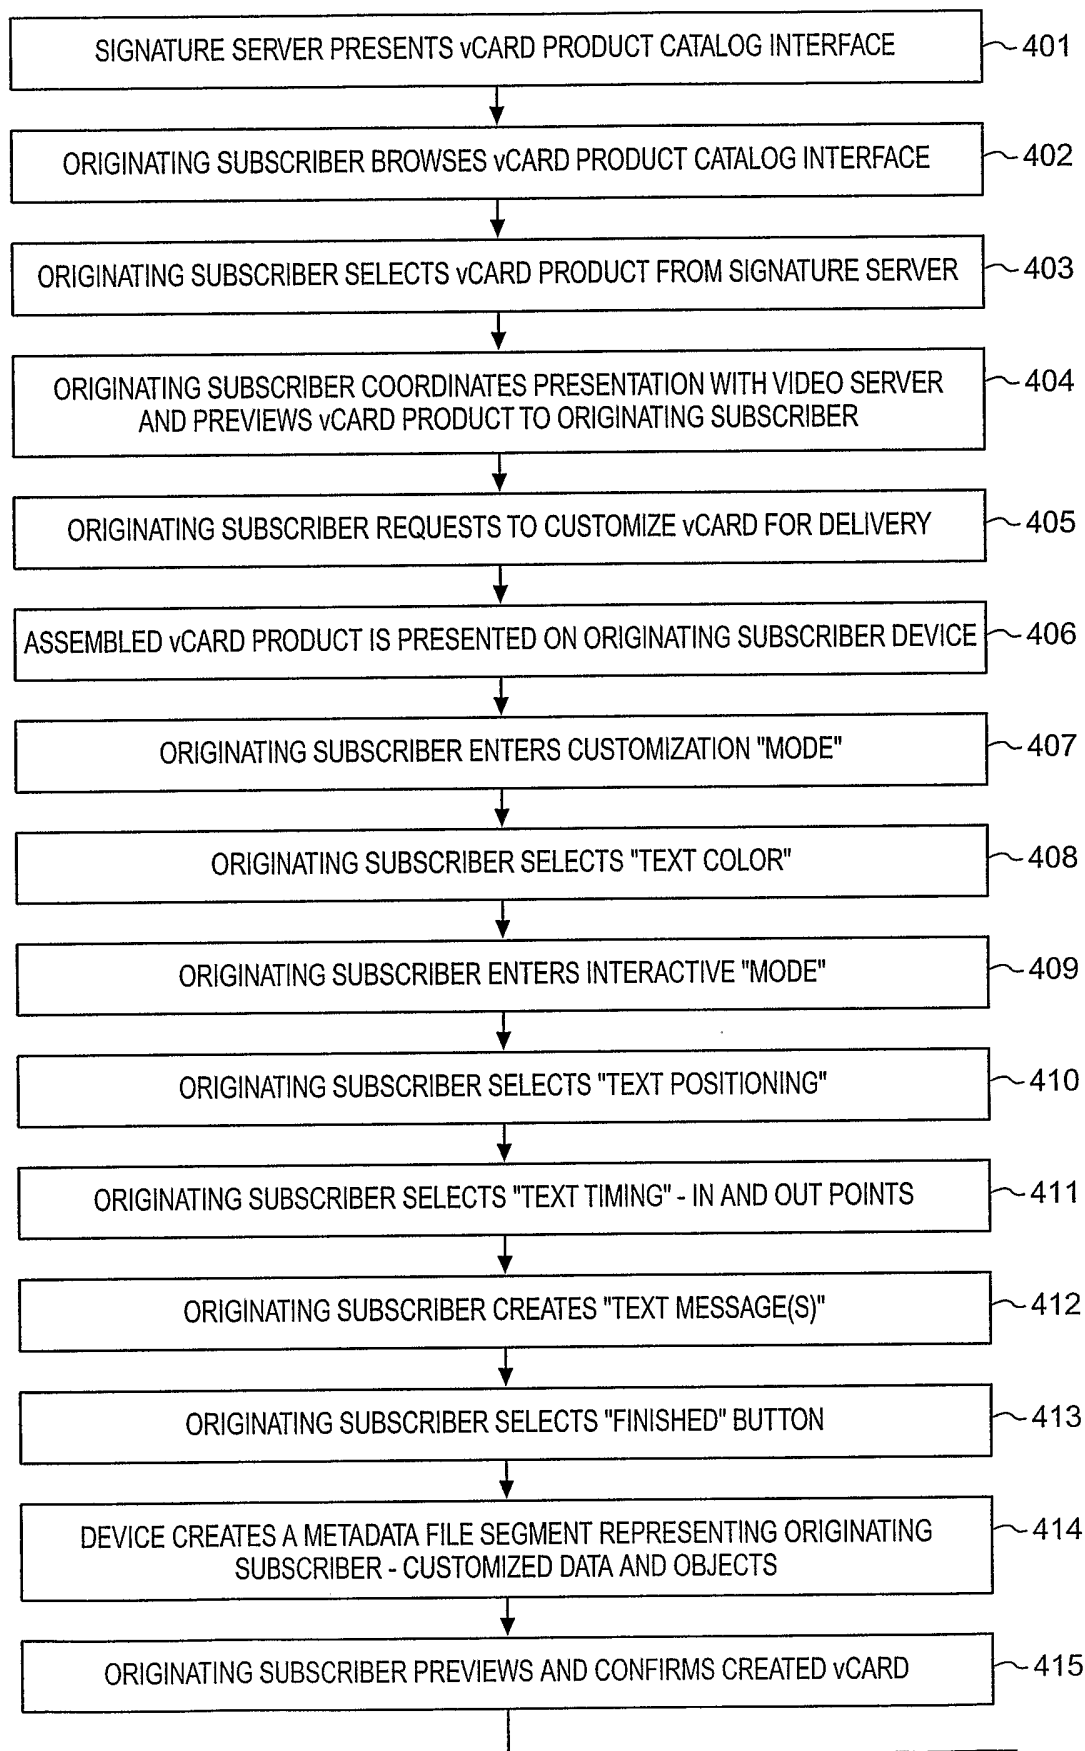 SIGNATURE SERVER PRESENTS vCARD PRODUCT CATALOG INTERFACE 401
ORIGINATING SUBSCRIBER BROWSES vCARD PRODUCT CATALOG INTERFACE 402
ORIGINATING SUBSCRIBER SELECTS vCARD PRODUCT FROM SIGNATURE SERVER 403
ORIGINATING SUBSCRIBER COORDINATES PRESENTATION WITH VIDEO SERVER 404
AND PREVIEWS vCARD PRODUCT TO ORIGINATING SUBSCRIBER
ORIGINATING SUBSCRIBER REQUESTS TO CUSTOMIZE vCARD FOR DELIVERY 405
ASSEMBLED vCARD PRODUCT IS PRESENTED ON ORIGINATING SUBSCRIBER DEVICE 406
ORIGINATING SUBSCRIBER ENTERS CUSTOMIZATION "MODE" 407
ORIGINATING SUBSCRIBER SELECTS "TEXT COLOR" 408
ORIGINATING SUBSCRIBER ENTERS INTERACTIVE "MODE" 409
ORIGINATING SUBSCRIBER SELECTS "TEXT POSITIONING" 410
ORIGINATING SUBSCRIBER SELECTS "TEXT TIMING" - IN AND OUT POINTS 411
ORIGINATING SUBSCRIBER CREATES "TEXT MESSAGE(S)" 412
ORIGINATING SUBSCRIBER SELECTS "FINISHED" BUTTON 413
DEVICE CREATES A METADATA FILE SEGMENT REPRESENTING ORIGINATING 414
SUBSCRIBER - CUSTOMIZED DATA AND OBJECTS
ORIGINATING SUBSCRIBER PREVIEWS AND CONFIRMS CREATED vCARD 415